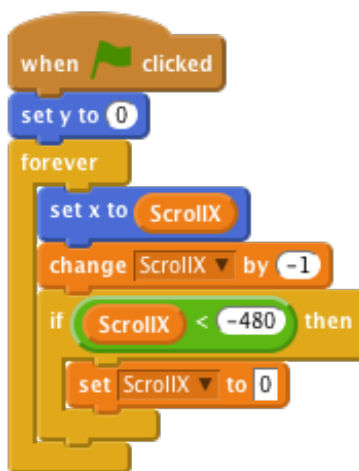 when clicked
set y to 0
forever
set x to ScrollX
change ScrollX by -1
if ScrollX < -480 then
set ScrollX to 0